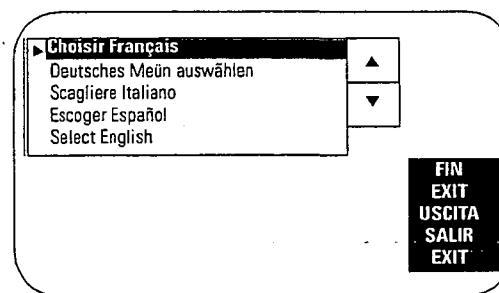 Choisir Français
Deutsches Meün auswählen
Scagliere Italiano
Escoger Español
Select English
FIN
EXIT
USCITA
SALIR
EXIT